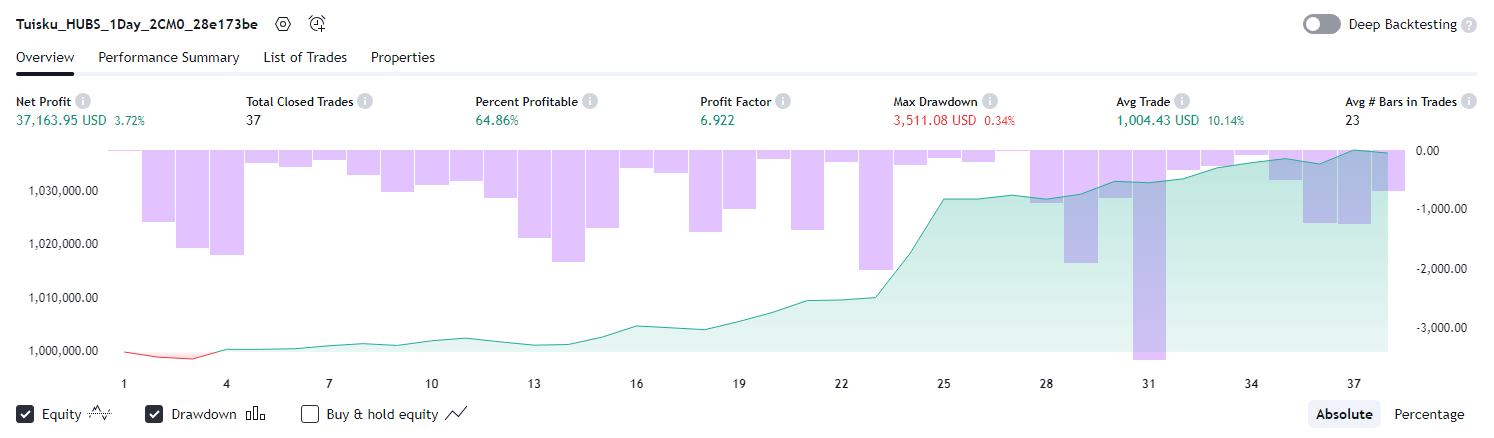 Tuisku_HUBS_1Day_2CM0_28e173be
Deep Backtesting ?
Overview Performance Summary List of Trades Properties
Net Profit i Total Closed Trades i Percent Profitable i Profit Factor i Max Drawdown i Avg Trade i Avg # Bars in Trades i
37,163.95 USD 3.72% 37 64.86% 6.922 3,511.08 USD 0.34% 1,004.43 USD 10.14% 23
0.00
1,030,000.00
-1,000.00
1,020,000.00
-2,000.00
1,010,000.00
-3,000.00
1,000,000.00
1 4 7 10 13 16 19 22 25 28 31 34 37
Equity Drawdown Buy & hold equity Absolute Percentage